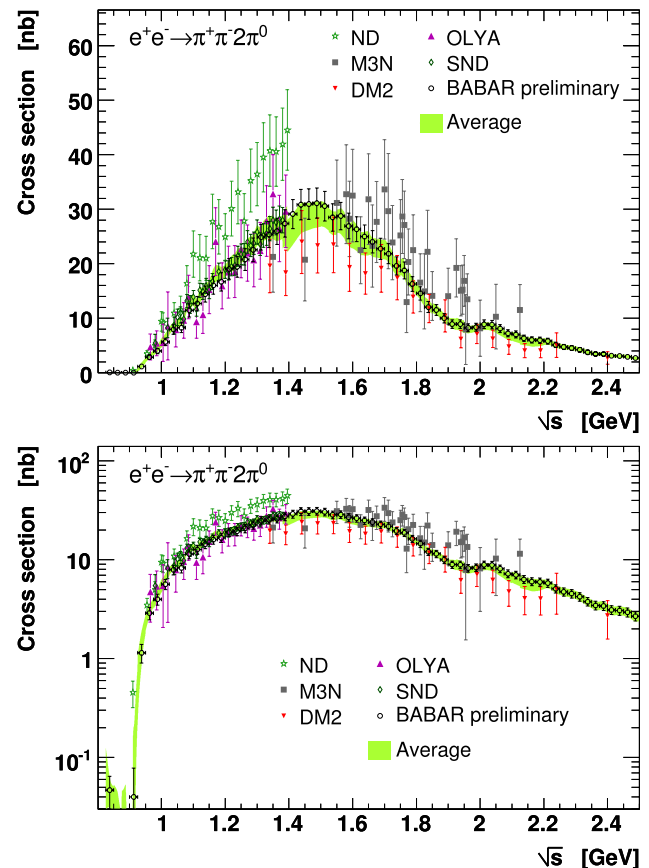 Cross section [nb]
e⁺e⁻→π⁺π⁻2π⁰
ND
OLYA
M3N
SND
DM2
BABAR preliminary
Average
60
50
40
30
20
10
0
1 1.2 1.4 1.6 1.8 2 2.2 2.4
√s [GeV]
Cross section [nb]
e⁺e⁻→π⁺π⁻2π⁰
10²
10
1
10⁻¹
ND
OLYA
M3N
SND
DM2
BABAR preliminary
Average
1 1.2 1.4 1.6 1.8 2 2.2 2.4
√s [GeV]